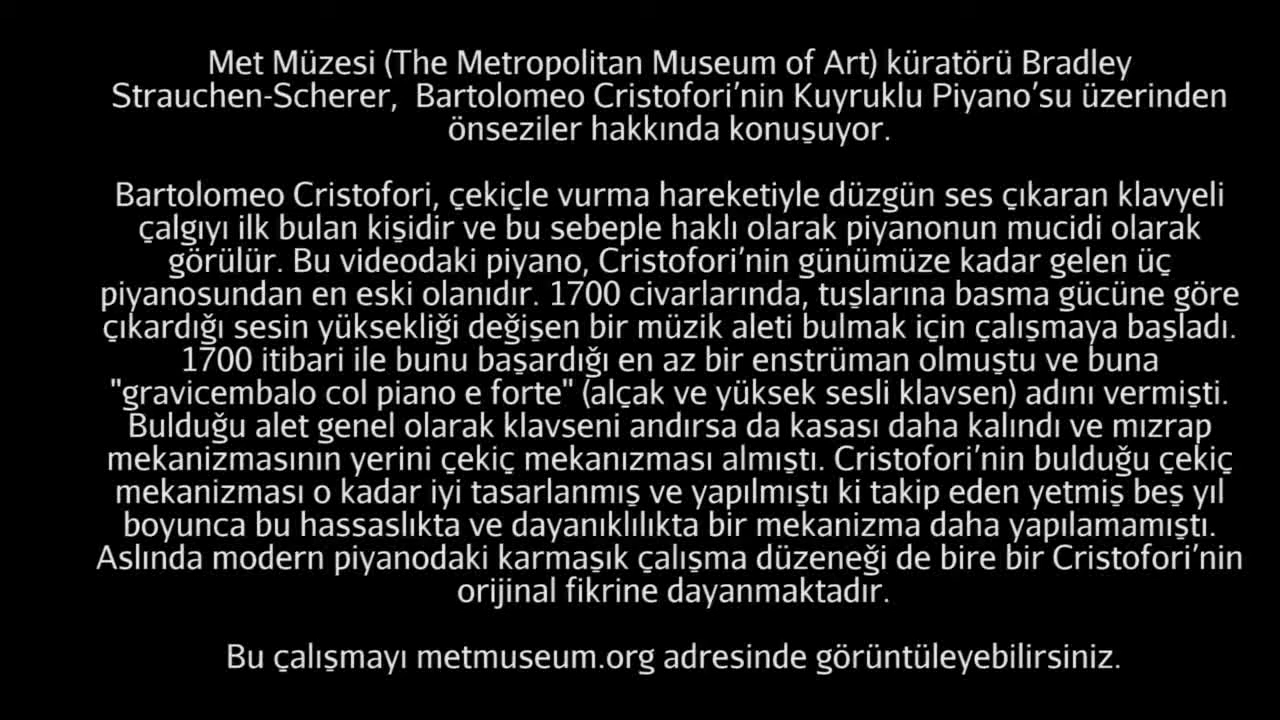 Met Müzesi (The Metropolitan Museum of Art) küratörü Bradley
Strauchen-Scherer,  Bartolomeo Cristofori’nin Kuyruklu Piyano’su üzerinden
önseziler hakkında konuşuyor.
Bartolomeo Cristofori, çekiçle vurma hareketiyle düzgün ses çıkaran klavyeli
çalgıyı ilk bulan kişidir ve bu sebeple haklı olarak piyanonun mucidi olarak
görülür. Bu videodaki piyano, Cristofori’nin günümüze kadar gelen üç
piyanosundan en eski olanıdır. 1700 civarlarında, tuşlarına basma gücüne göre
çıkardığı sesin yüksekliği değişen bir müzik aleti bulmak için çalışmaya başladı.
1700 itibari ile bunu başardığı en az bir enstrüman olmuştu ve buna
"gravicembalo col piano e forte" (alçak ve yüksek sesli klavsen) adını vermişti.
Bulduğu alet genel olarak klavseni andırsa da kasası daha kalındı ve mızrap
mekanizmasının yerini çekiç mekanızması almıştı. Cristofori’nin bulduğu çekiç
mekanizması o kadar iyi tasarlanmış ve yapılmıştı ki takip eden yetmiş beş yıl
boyunca bu hassaslıkta ve dayanıklılıkta bir mekanizma daha yapılamamıştı.
Aslında modern piyanodaki karmaşık çalışma düzeneği de bire bir Cristofori’nin
orijinal fikrine dayanmaktadır.
Bu çalışmayı metmuseum.org adresinde görüntüleyebilirsiniz.